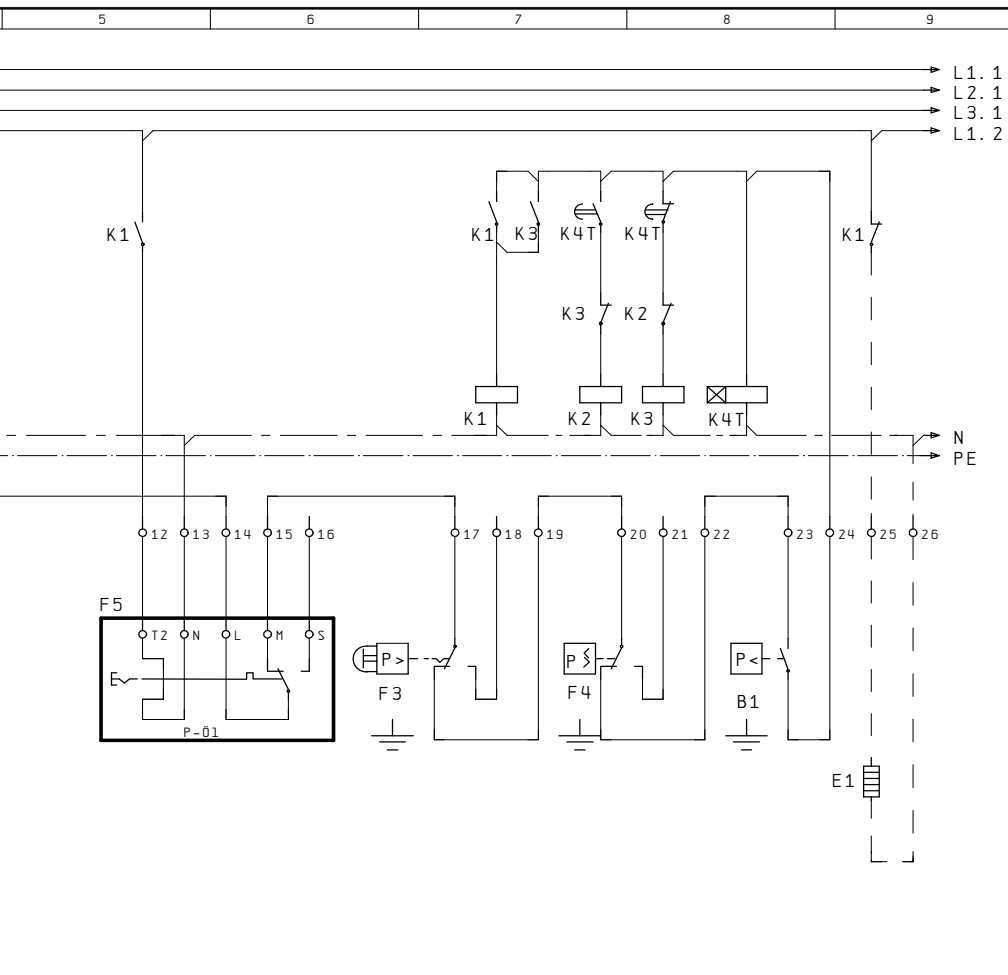 5 6 7 8 9
L1.1
L2.1
L3.1
L1.2
K1 K1 K3 K4T K4T K1
K3 K2
K1 K2 K3 K4T
N
PE
12 13 14 15 16 17 18 19 20 21 22 23 24 25 26
F5
T2 N L M S
P> P P<
F3 F4 B1
P-Öl
E1